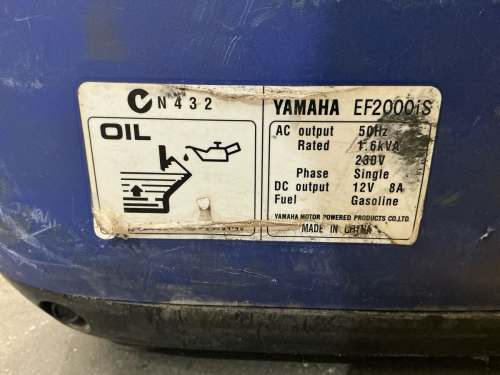 N432
OIL
YAMAHA EF2000iS
AC output 50Hz
Rated 1.6kVA
230V
Phase Single
DC output 12V 8A
Fuel Gasoline
YAMAHA MOTOR POWERED PRODUCTS CO.,LTD.
MADE IN CHINA